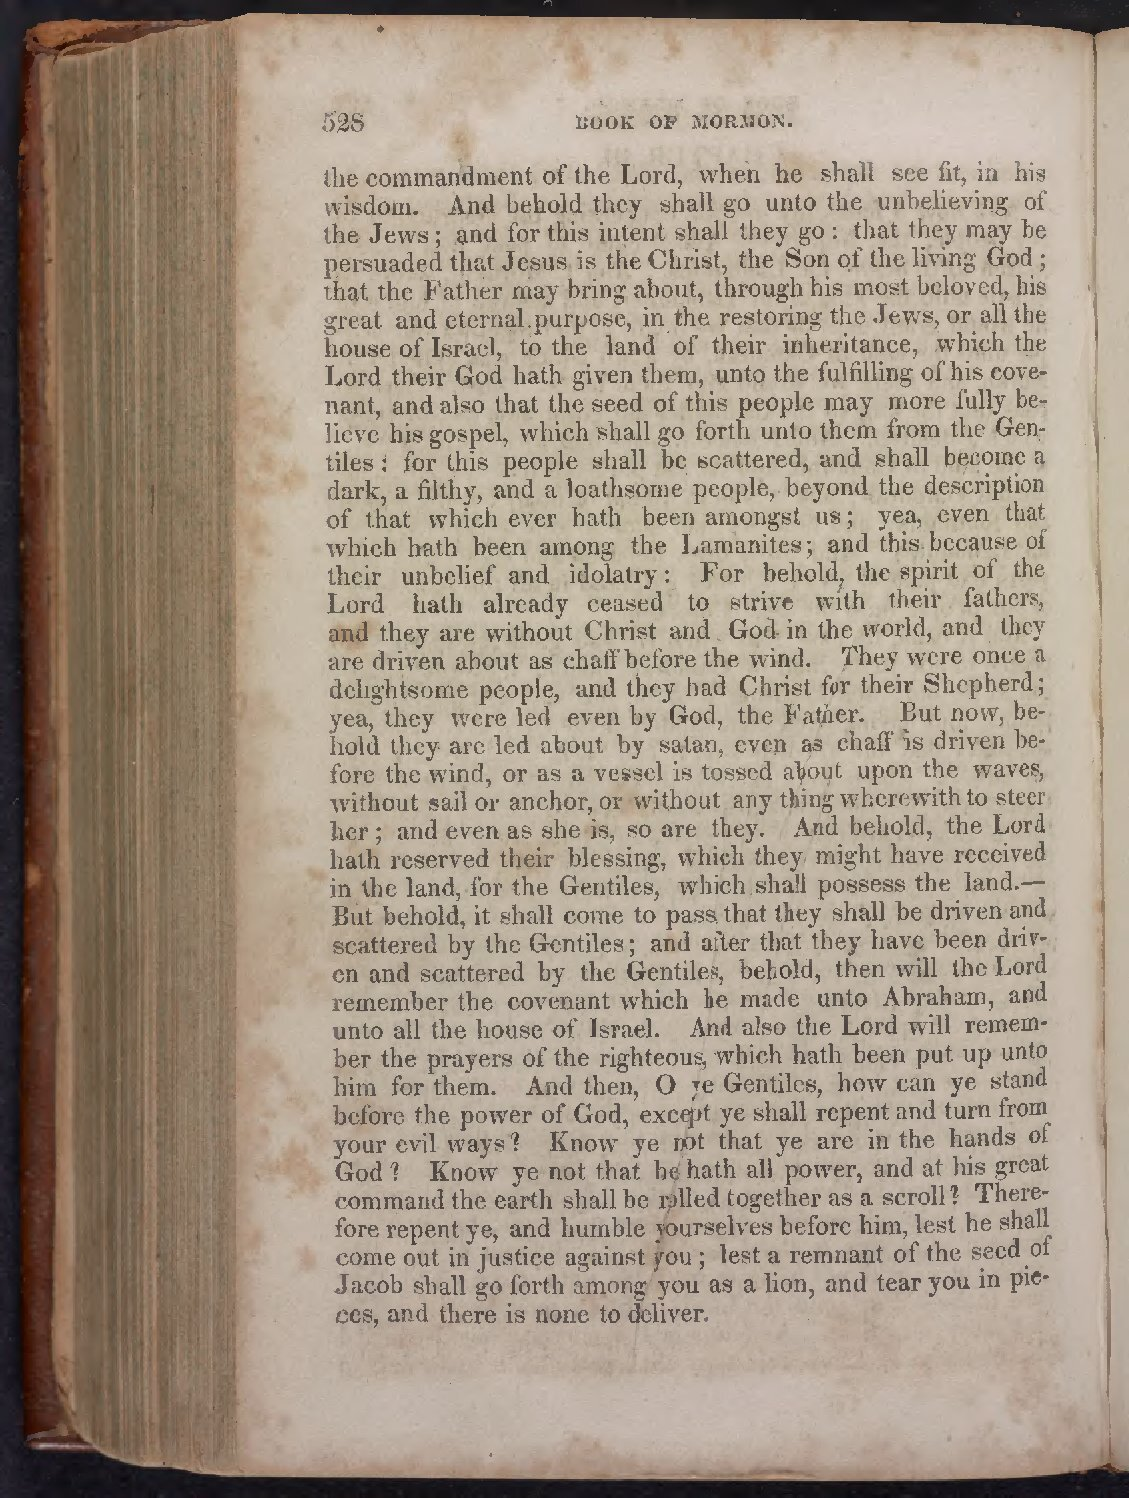 528 BOOK OF MORMON.
the commandment of the Lord, when he shall see fit, in his
wisdom. And behold they shall go unto the unbelieving of
the Jews; and for this intent shall they go: that they may be
persuaded that Jesus is the Christ, the Son of the living God;
that the Father may bring about, through his most beloved, his
great and eternal purpose, in the restoring the Jews, or all the
house of Israel, to the land of their inheritance, which the
Lord their God hath given them, unto the fulfilling of his cove-
nant, and also that the seed of this people may more fully be-
lieve his gospel, which shall go forth unto them from the Gen-
tiles: for this people shall be scattered, and shall become a
dark, a filthy, and a loathsome people, beyond the description
of that which ever hath been amongst us; yea, even that
which hath been among the Lamanites; and this because of
their unbelief and idolatry: For behold, the spirit of the
Lord hath already ceased to strive with their fathers,
and they are without Christ and God in the world, and they
are driven about as chaff before the wind. They were once a
delightsome people, and they had Christ for their Shepherd;
yea, they were led even by God, the Father. But now, be-
hold they are led about by satan, even as chaff is driven be-
fore the wind, or as a vessel is tossed about upon the waves,
without sail or anchor, or without any thing wherewith to steer
her; and even as she is, so are they. And behold, the Lord
hath reserved their blessing, which they might have received
in the land, for the Gentiles, which shall possess the land.—
But behold, it shall come to pass that they shall be driven and
scattered by the Gentiles; and after that they have been driv-
en and scattered by the Gentiles, behold, then will the Lord
remember the covenant which he made unto Abraham, and
unto all the house of Israel. And also the Lord will remem-
ber the prayers of the righteous, which hath been put up unto
him for them. And then, O ye Gentiles, how can ye stand
before the power of God, except ye shall repent and turn from
your evil ways? Know ye not that ye are in the hands of
God? Know ye not that he hath all power, and at his great
command the earth shall be rolled together as a scroll? There-
fore repent ye, and humble yourselves before him, lest he shall
come out in justice against you; lest a remnant of the seed of
Jacob shall go forth among you as a lion, and tear you in pie-
ces, and there is none to deliver.